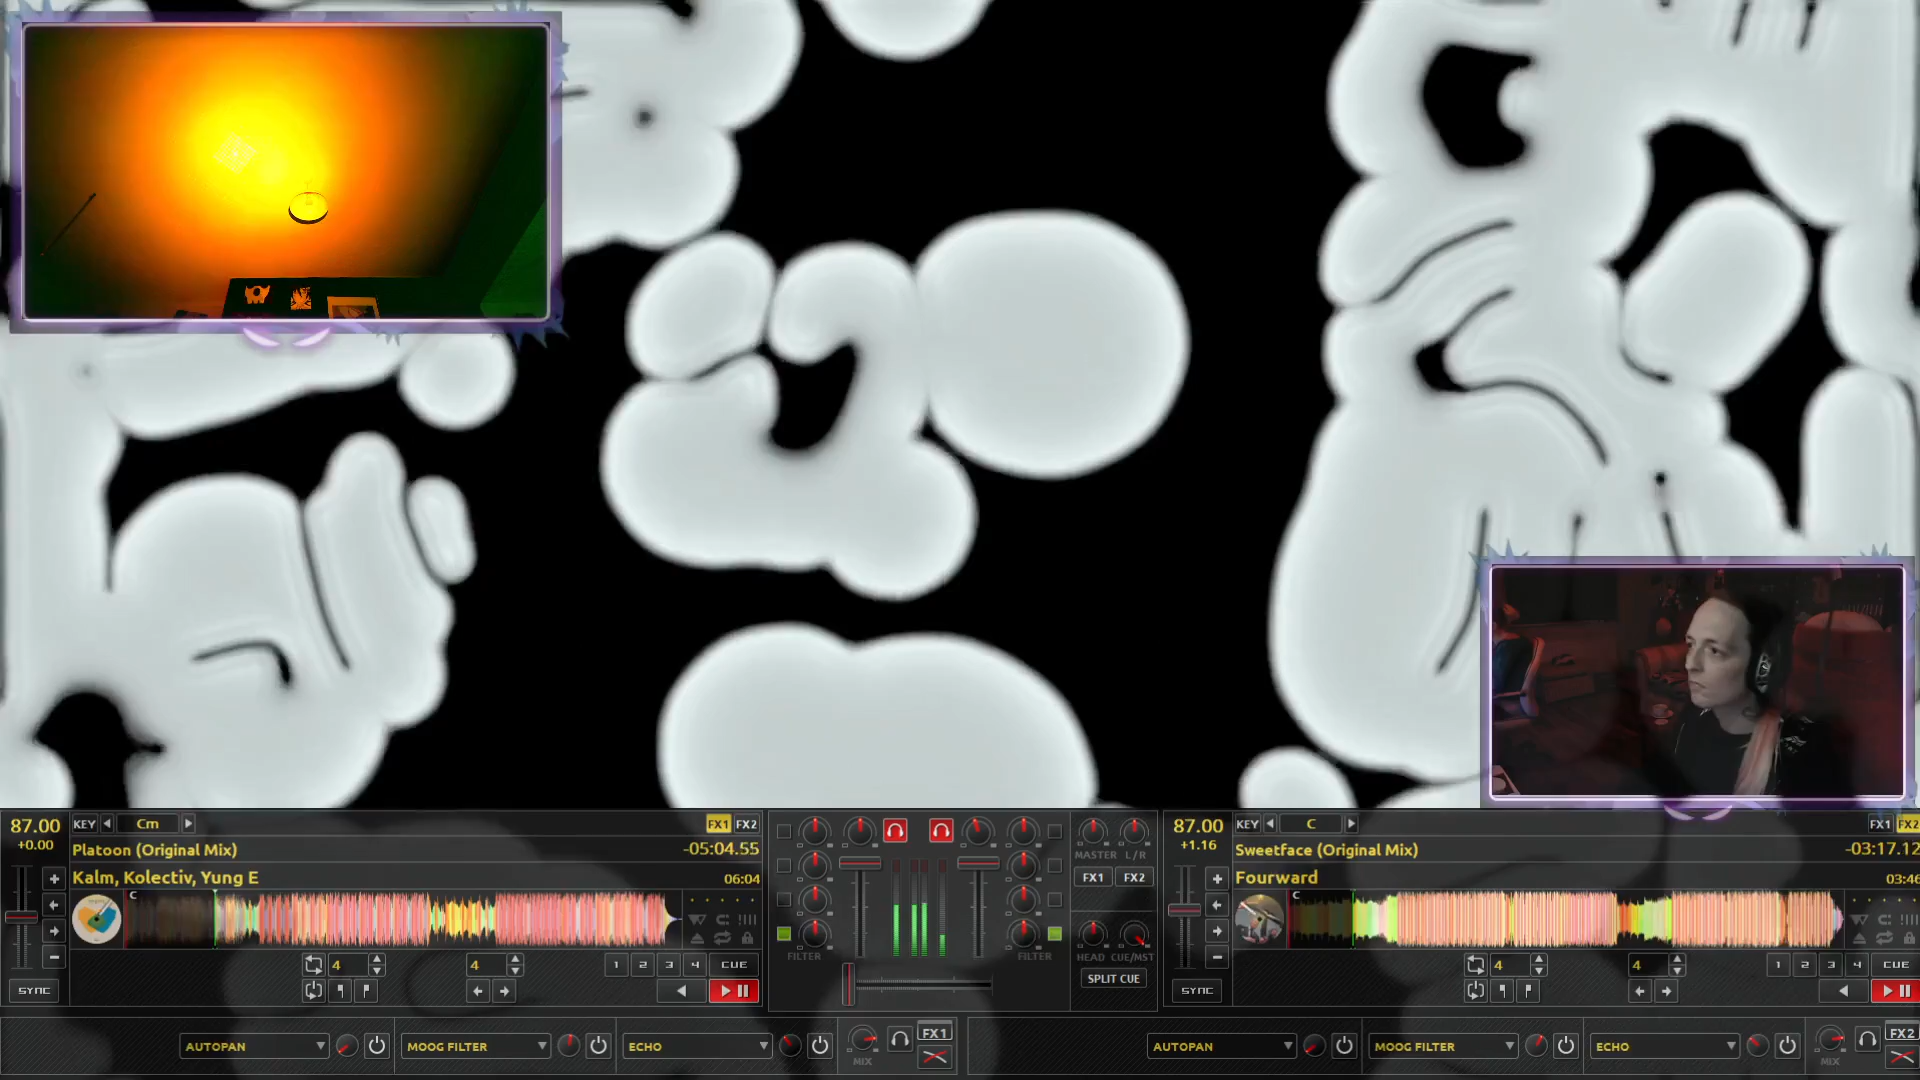 87.00
+0.00
KEY Cm FX1 FX2
Platoon (Original Mix) -05:04.55
Kalm, Kolectiv, Yung E 06:04
C
4 4 1 2 3 4 CUE
SYNC
MASTER L/R
FX1 FX2
FILTER FILTER HEAD CUE/MST
SPLIT CUE
87.00
+1.16
KEY C FX1 FX2
Sweetface (Original Mix) -03:17.12
Fourward 03:46
C
4 4 1 2 3 4 CUE
SYNC
AUTOPAN MOOG FILTER ECHO MIX FX1
AUTOPAN MOOG FILTER ECHO MIX FX2